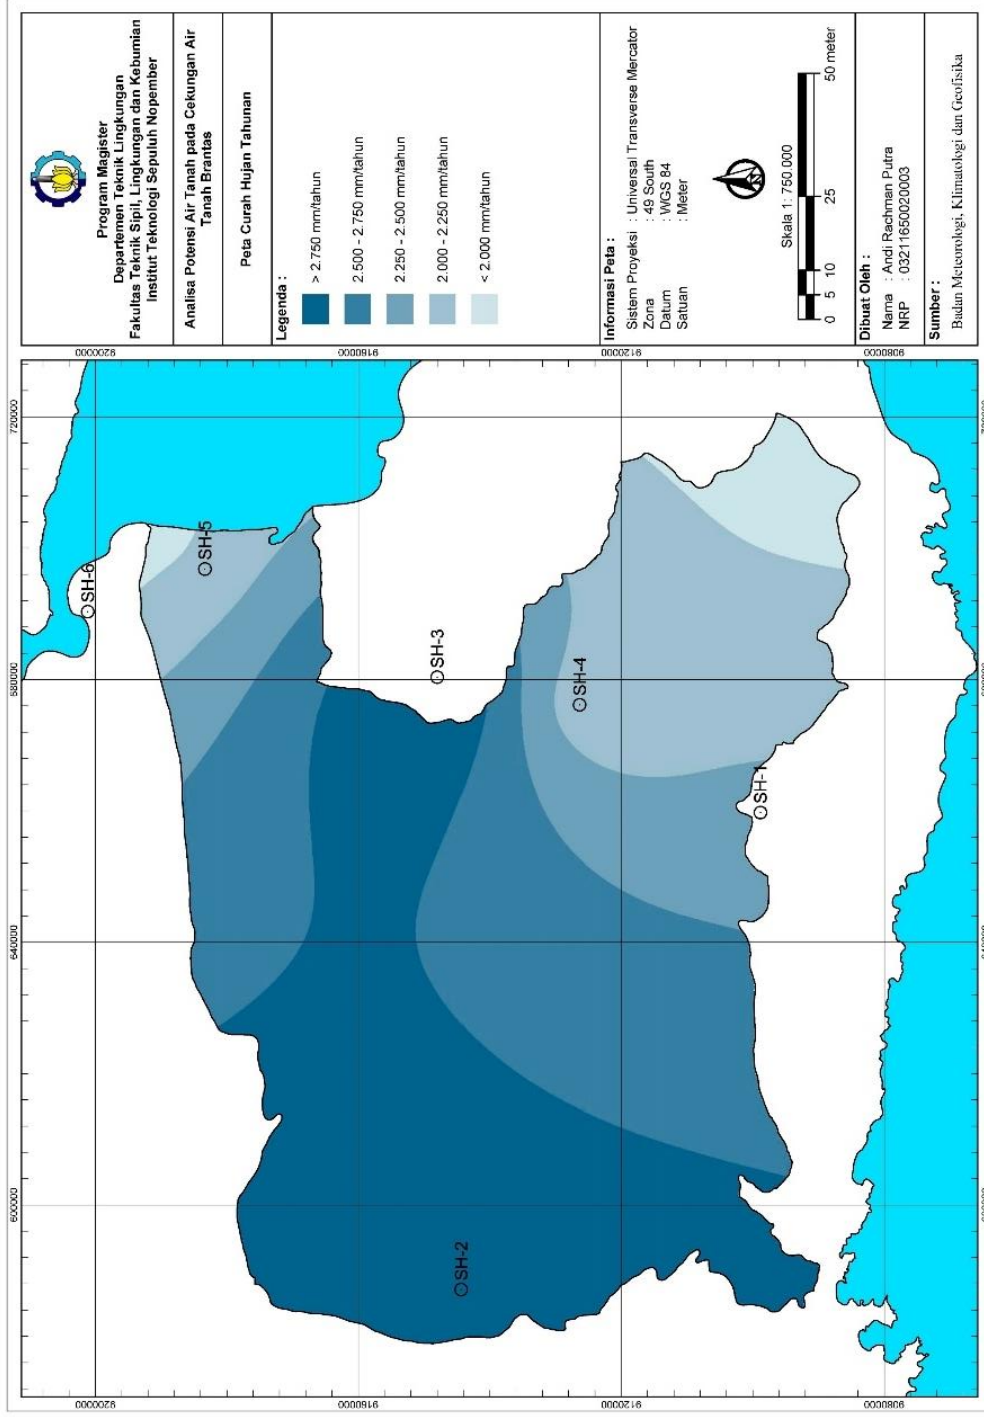 600000
640000
680000
720000
9200000
9160000
9120000
9080000
9200000
9160000
9120000
9080000
SH-6
SH-5
SH-3
SH-2
SH-4
SH-1
Program Magister
Departemen Teknik Lingkungan
Fakultas Teknik Sipil, Lingkungan dan Kebumian
Institut Teknologi Sepuluh Nopember
Analisa Potensi Air Tanah pada Cekungan Air
Tanah Brantas
Peta Curah Hujan Tahunan
Legenda :
> 2.750 mm/tahun
2.500 - 2.750 mm/tahun
2.250 - 2.500 mm/tahun
2.000 - 2.250 mm/tahun
< 2.000 mm/tahun
Informasi Peta :
Sistem Proyeksi : Universal Transverse Mercator
Zona : 49 South
Datum : WGS 84
Satuan : Meter
N
Skala 1: 750.000
0 5 10 25 50 meter
Dibuat Oleh :
Nama : Andi Rachman Putra
NRP : 03211650020003
Sumber :
Badan Meteorologi, Klimatologi dan Geofisika